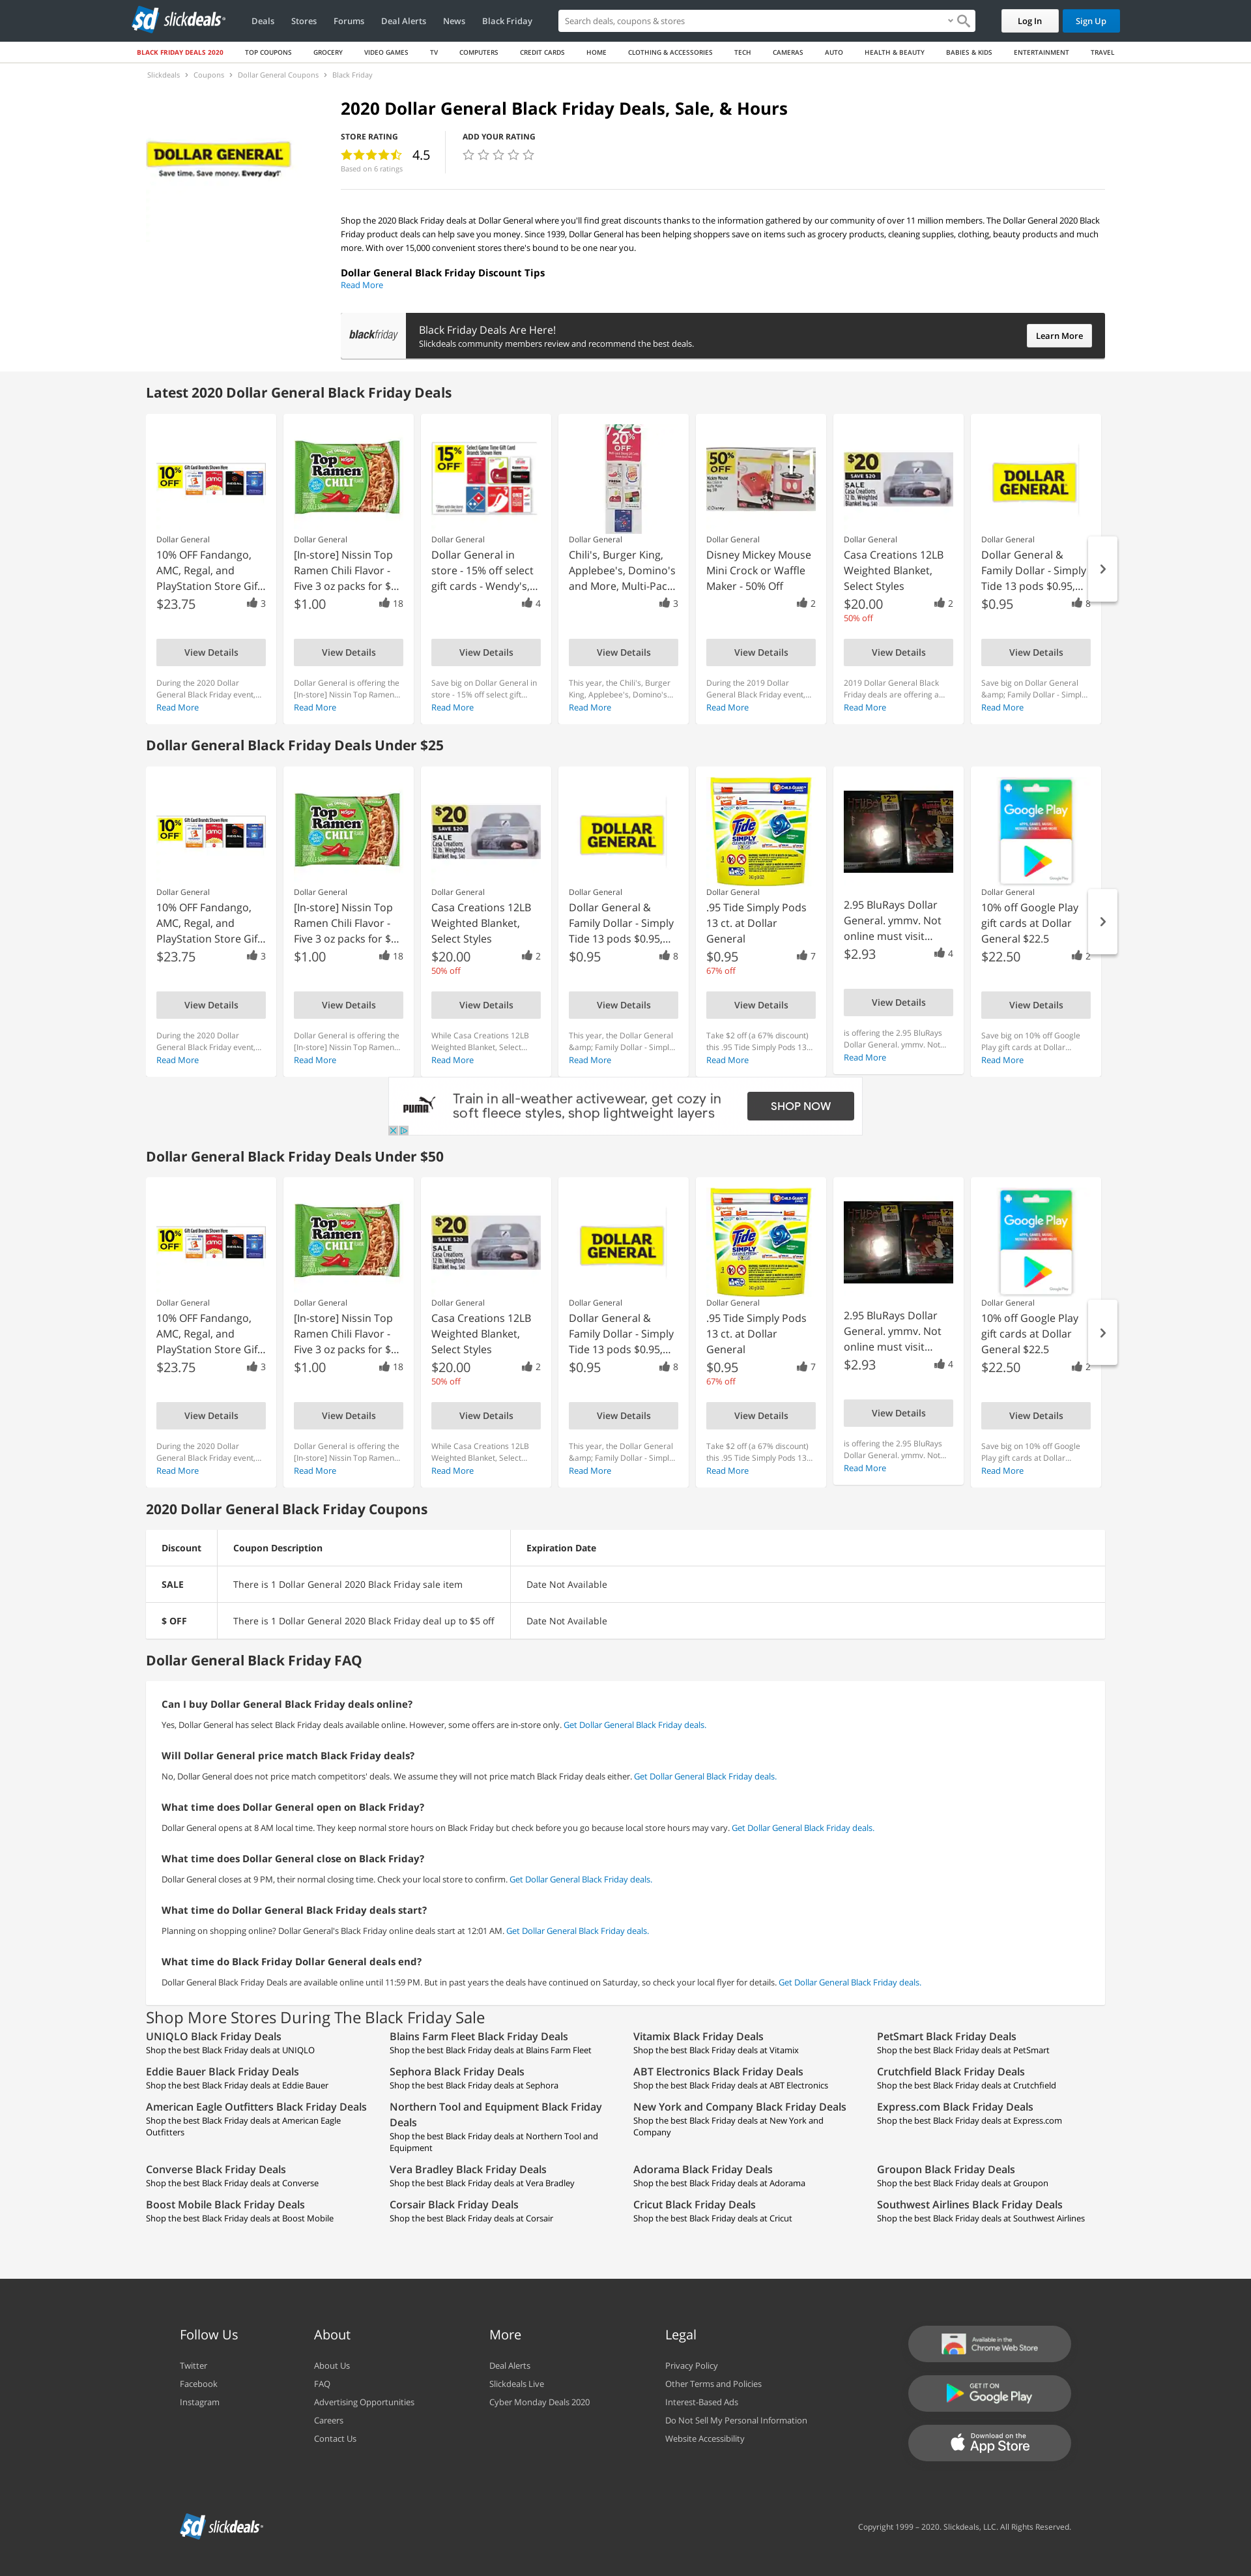 slickdeals
Deals
Stores
Forums
Deal Alerts
News
Black Friday
Search deals, coupons & stores
Log In
Sign Up
BLACK FRIDAY DEALS 2020
TOP COUPONS
GROCERY
VIDEO GAMES
TV
COMPUTERS
CREDIT CARDS
HOME
CLOTHING & ACCESSORIES
TECH
CAMERAS
AUTO
HEALTH & BEAUTY
BABIES & KIDS
ENTERTAINMENT
TRAVEL
Slickdeals > Coupons > Dollar General Coupons > Black Friday
DOLLAR GENERAL
Save time. Save money. Every day!
2020 Dollar General Black Friday Deals, Sale, & Hours
STORE RATING
4.5
Based on 6 ratings
ADD YOUR RATING
Shop the 2020 Black Friday deals at Dollar General where you'll find great discounts thanks to the information gathered by our community of over 11 million members. The Dollar General 2020 Black
Friday product deals can help save you money. Since 1939, Dollar General has been helping shoppers save on items such as grocery products, cleaning supplies, clothing, beauty products and much
more. With over 15,000 convenient stores there's bound to be one near you.
Dollar General Black Friday Discount Tips
Read More
blackfriday
Black Friday Deals Are Here!
Slickdeals community members review and recommend the best deals.
Learn More
Latest 2020 Dollar General Black Friday Deals
Dollar General
10% OFF Fandango,
AMC, Regal, and
PlayStation Store Gif...
$23.75
3
View Details
During the 2020 Dollar
General Black Friday event,...
Read More
Dollar General
[In-store] Nissin Top
Ramen Chili Flavor -
Five 3 oz packs for $...
$1.00
18
View Details
Dollar General is offering the
[In-store] Nissin Top Ramen...
Read More
Dollar General
Dollar General in
store - 15% off select
gift cards - Wendy's,...
4
View Details
Save big on Dollar General in
store - 15% off select gift...
Read More
Dollar General
Chili's, Burger King,
Applebee's, Domino's
and More, Multi-Pac...
3
View Details
This year, the Chili's, Burger
King, Applebee's, Domino's...
Read More
Dollar General
Disney Mickey Mouse
Mini Crock or Waffle
Maker - 50% Off
2
View Details
During the 2019 Dollar
General Black Friday event,...
Read More
Dollar General
Casa Creations 12LB
Weighted Blanket,
Select Styles
$20.00
2
50% off
View Details
2019 Dollar General Black
Friday deals are offering a...
Read More
Dollar General
Dollar General &
Family Dollar - Simply
Tide 13 pods $0.95,...
$0.95
8
View Details
Save big on Dollar General
&amp; Family Dollar - Simpl...
Read More
Dollar General Black Friday Deals Under $25
Dollar General
10% OFF Fandango,
AMC, Regal, and
PlayStation Store Gif...
$23.75
3
View Details
During the 2020 Dollar
General Black Friday event,...
Read More
Dollar General
[In-store] Nissin Top
Ramen Chili Flavor -
Five 3 oz packs for $...
$1.00
18
View Details
Dollar General is offering the
[In-store] Nissin Top Ramen...
Read More
Dollar General
Casa Creations 12LB
Weighted Blanket,
Select Styles
$20.00
2
50% off
View Details
While Casa Creations 12LB
Weighted Blanket, Select...
Read More
Dollar General
Dollar General &
Family Dollar - Simply
Tide 13 pods $0.95,...
$0.95
8
View Details
This year, the Dollar General
&amp; Family Dollar - Simpl...
Read More
Dollar General
.95 Tide Simply Pods
13 ct. at Dollar
General
$0.95
7
67% off
View Details
Take $2 off (a 67% discount)
this .95 Tide Simply Pods 13...
Read More
2.95 BluRays Dollar
General. ymmv. Not
online must visit...
$2.93
4
View Details
is offering the 2.95 BluRays
Dollar General. ymmv. Not...
Read More
Dollar General
10% off Google Play
gift cards at Dollar
General $22.5
$22.50
2
View Details
Save big on 10% off Google
Play gift cards at Dollar...
Read More
PUMA
Train in all-weather activewear, get cozy in
soft fleece styles, shop lightweight layers
SHOP NOW
Dollar General Black Friday Deals Under $50
Dollar General
10% OFF Fandango,
AMC, Regal, and
PlayStation Store Gif...
$23.75
3
View Details
During the 2020 Dollar
General Black Friday event,...
Read More
Dollar General
[In-store] Nissin Top
Ramen Chili Flavor -
Five 3 oz packs for $...
$1.00
18
View Details
Dollar General is offering the
[In-store] Nissin Top Ramen...
Read More
Dollar General
Casa Creations 12LB
Weighted Blanket,
Select Styles
$20.00
2
50% off
View Details
While Casa Creations 12LB
Weighted Blanket, Select...
Read More
Dollar General
Dollar General &
Family Dollar - Simply
Tide 13 pods $0.95,...
$0.95
8
View Details
This year, the Dollar General
&amp; Family Dollar - Simpl...
Read More
Dollar General
.95 Tide Simply Pods
13 ct. at Dollar
General
$0.95
7
67% off
View Details
Take $2 off (a 67% discount)
this .95 Tide Simply Pods 13...
Read More
2.95 BluRays Dollar
General. ymmv. Not
online must visit...
$2.93
4
View Details
is offering the 2.95 BluRays
Dollar General. ymmv. Not...
Read More
Dollar General
10% off Google Play
gift cards at Dollar
General $22.5
$22.50
2
View Details
Save big on 10% off Google
Play gift cards at Dollar...
Read More
2020 Dollar General Black Friday Coupons
Discount Coupon Description Expiration Date
SALE There is 1 Dollar General 2020 Black Friday sale item Date Not Available
$ OFF There is 1 Dollar General 2020 Black Friday deal up to $5 off Date Not Available
Dollar General Black Friday FAQ
Can I buy Dollar General Black Friday deals online?
Yes, Dollar General has select Black Friday deals available online. However, some offers are in-store only. Get Dollar General Black Friday deals.
Will Dollar General price match Black Friday deals?
No, Dollar General does not price match competitors' deals. We assume they will not price match Black Friday deals either. Get Dollar General Black Friday deals.
What time does Dollar General open on Black Friday?
Dollar General opens at 8 AM local time. They keep normal store hours on Black Friday but check before you go because local store hours may vary. Get Dollar General Black Friday deals.
What time does Dollar General close on Black Friday?
Dollar General closes at 9 PM, their normal closing time. Check your local store to confirm. Get Dollar General Black Friday deals.
What time do Dollar General Black Friday deals start?
Planning on shopping online? Dollar General's Black Friday online deals start at 12:01 AM. Get Dollar General Black Friday deals.
What time do Black Friday Dollar General deals end?
Dollar General Black Friday Deals are available online until 11:59 PM. But in past years the deals have continued on Saturday, so check your local flyer for details. Get Dollar General Black Friday deals.
Shop More Stores During The Black Friday Sale
UNIQLO Black Friday Deals
Shop the best Black Friday deals at UNIQLO
Blains Farm Fleet Black Friday Deals
Shop the best Black Friday deals at Blains Farm Fleet
Vitamix Black Friday Deals
Shop the best Black Friday deals at Vitamix
PetSmart Black Friday Deals
Shop the best Black Friday deals at PetSmart
Eddie Bauer Black Friday Deals
Shop the best Black Friday deals at Eddie Bauer
Sephora Black Friday Deals
Shop the best Black Friday deals at Sephora
ABT Electronics Black Friday Deals
Shop the best Black Friday deals at ABT Electronics
Crutchfield Black Friday Deals
Shop the best Black Friday deals at Crutchfield
American Eagle Outfitters Black Friday Deals
Shop the best Black Friday deals at American Eagle
Outfitters
Northern Tool and Equipment Black Friday
Deals
Shop the best Black Friday deals at Northern Tool and
Equipment
New York and Company Black Friday Deals
Shop the best Black Friday deals at New York and
Company
Express.com Black Friday Deals
Shop the best Black Friday deals at Express.com
Converse Black Friday Deals
Shop the best Black Friday deals at Converse
Vera Bradley Black Friday Deals
Shop the best Black Friday deals at Vera Bradley
Adorama Black Friday Deals
Shop the best Black Friday deals at Adorama
Groupon Black Friday Deals
Shop the best Black Friday deals at Groupon
Boost Mobile Black Friday Deals
Shop the best Black Friday deals at Boost Mobile
Corsair Black Friday Deals
Shop the best Black Friday deals at Corsair
Cricut Black Friday Deals
Shop the best Black Friday deals at Cricut
Southwest Airlines Black Friday Deals
Shop the best Black Friday deals at Southwest Airlines
Follow Us
Twitter
Facebook
Instagram
About
About Us
FAQ
Advertising Opportunities
Careers
Contact Us
More
Deal Alerts
Slickdeals Live
Cyber Monday Deals 2020
Legal
Privacy Policy
Other Terms and Policies
Interest-Based Ads
Do Not Sell My Personal Information
Website Accessibility
Available in the
Chrome Web Store
GET IT ON
Google Play
Download on the
App Store
slickdeals
Copyright 1999 – 2020. Slickdeals, LLC. All Rights Reserved.